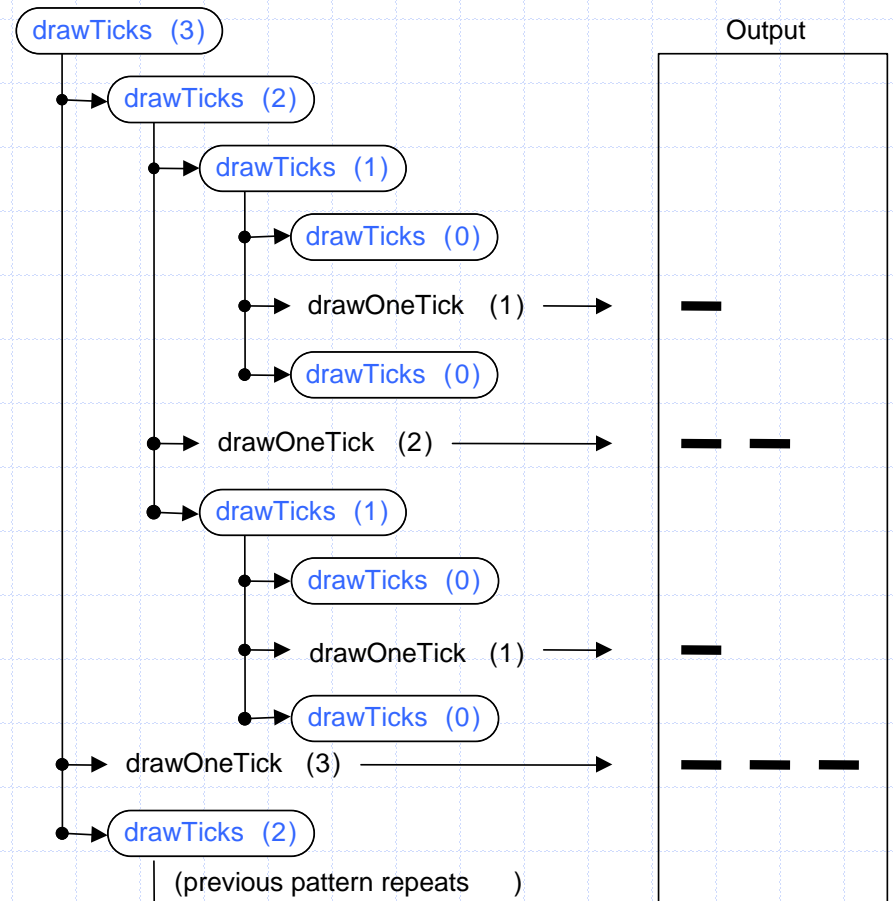 drawTicks (3)
Output
drawTicks (2)
drawTicks (1)
drawTicks (0)
drawOneTick (1)
drawTicks (0)
drawOneTick (2)
drawTicks (1)
drawTicks (0)
drawOneTick (1)
drawTicks (0)
drawOneTick (3)
drawTicks (2)
(previous pattern repeats )